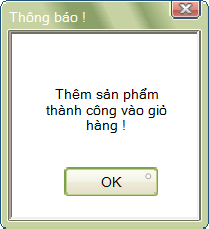 Thông báo !
Thêm sản phẩm
thành công vào giỏ
hàng !
OK